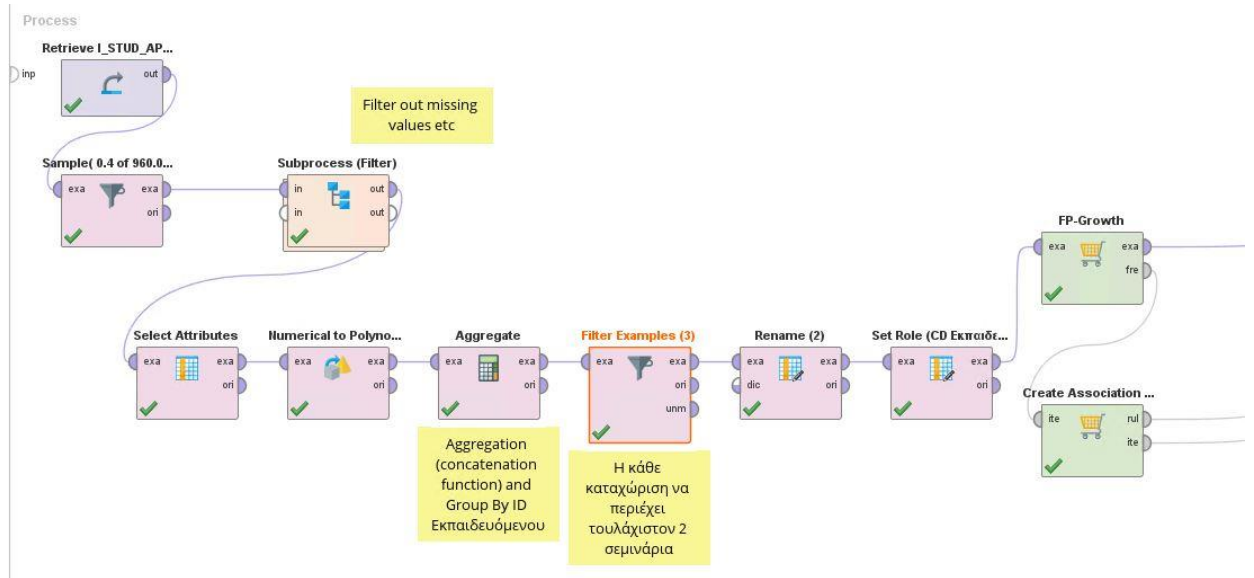 Process
Retrieve I_STUD_AP...
inp
out
Filter out missing
values etc
Sample( 0.4 of 960.0...
exa
exa
ori
Subprocess (Filter)
in
out
in
out
FP-Growth
exa
exa
fre
Select Attributes
exa
exa
ori
Numerical to Polyno...
exa
exa
ori
Aggregate
exa
exa
ori
Filter Examples (3)
exa
exa
ori
unm
Rename (2)
exa
exa
dic
ori
Set Role (CD Εκπαιδε...
exa
exa
ori
Create Association ...
ite
rul
ite
Aggregation
(concatenation
function) and
Group By ID
Εκπαιδευόμενου
Η κάθε
καταχώριση να
περιέχει
τουλάχιστον 2
σεμινάρια